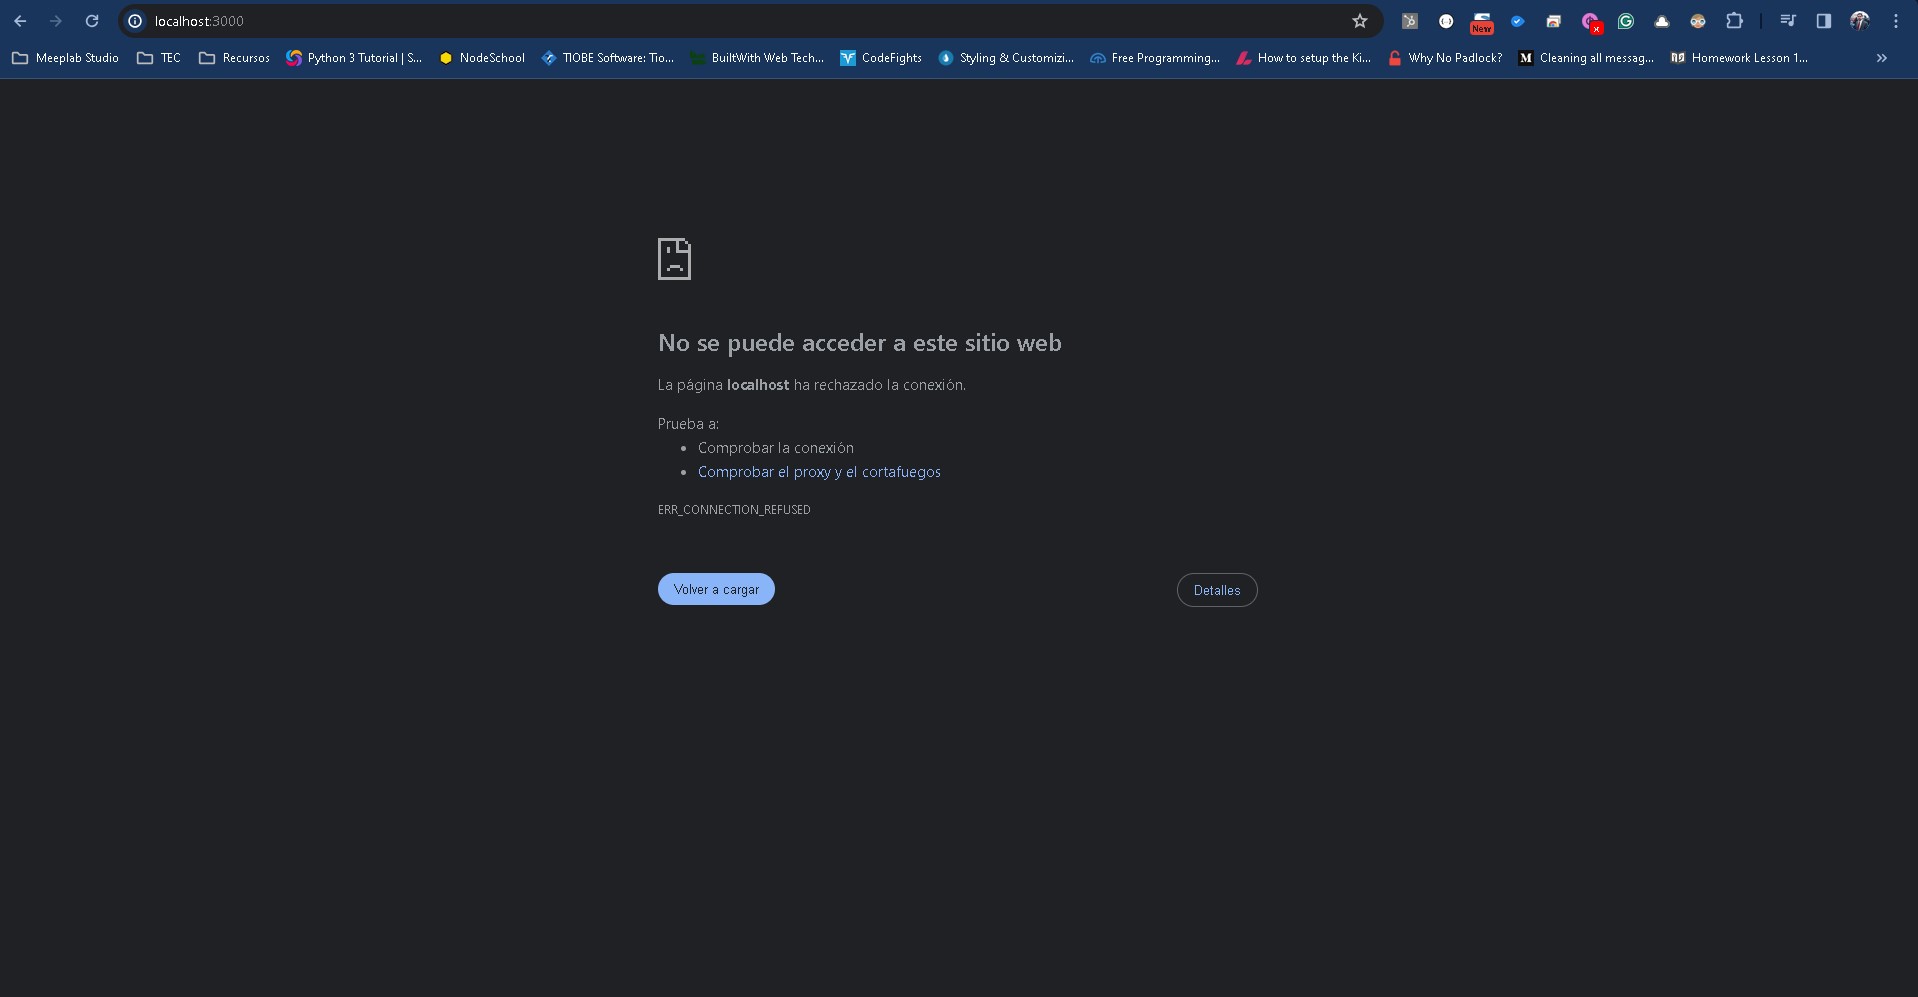 localhost:3000
New
x
Meeplab Studio TEC Recursos Python 3 Tutorial | S... NodeSchool TIOBE Software: Tio... BuiltWith Web Tech... CodeFights Styling & Customizi... Free Programming... How to setup the Ki... Why No Padlock? M Cleaning all messag... Homework Lesson 1... »
No se puede acceder a este sitio web
La página localhost ha rechazado la conexión.
Prueba a:
• Comprobar la conexión
• Comprobar el proxy y el cortafuegos
ERR_CONNECTION_REFUSED
Volver a cargar Detalles